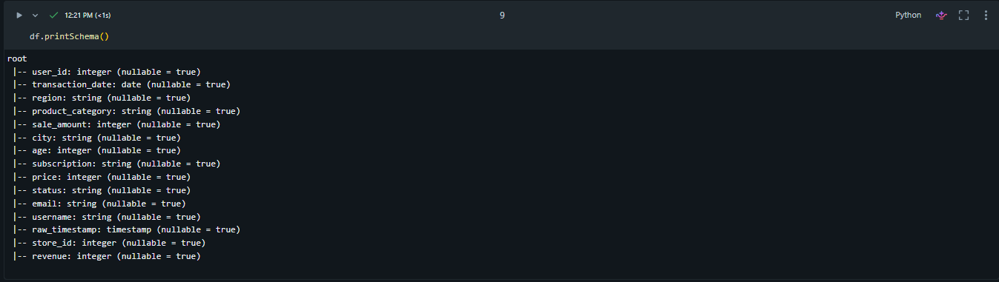 12:21 PM (<1s)
9
Python
df.printSchema()
root
 |-- user_id: integer (nullable = true)
 |-- transaction_date: date (nullable = true)
 |-- region: string (nullable = true)
 |-- product_category: string (nullable = true)
 |-- sale_amount: integer (nullable = true)
 |-- city: string (nullable = true)
 |-- age: integer (nullable = true)
 |-- subscription: string (nullable = true)
 |-- price: integer (nullable = true)
 |-- status: string (nullable = true)
 |-- email: string (nullable = true)
 |-- username: string (nullable = true)
 |-- raw_timestamp: timestamp (nullable = true)
 |-- store_id: integer (nullable = true)
 |-- revenue: integer (nullable = true)